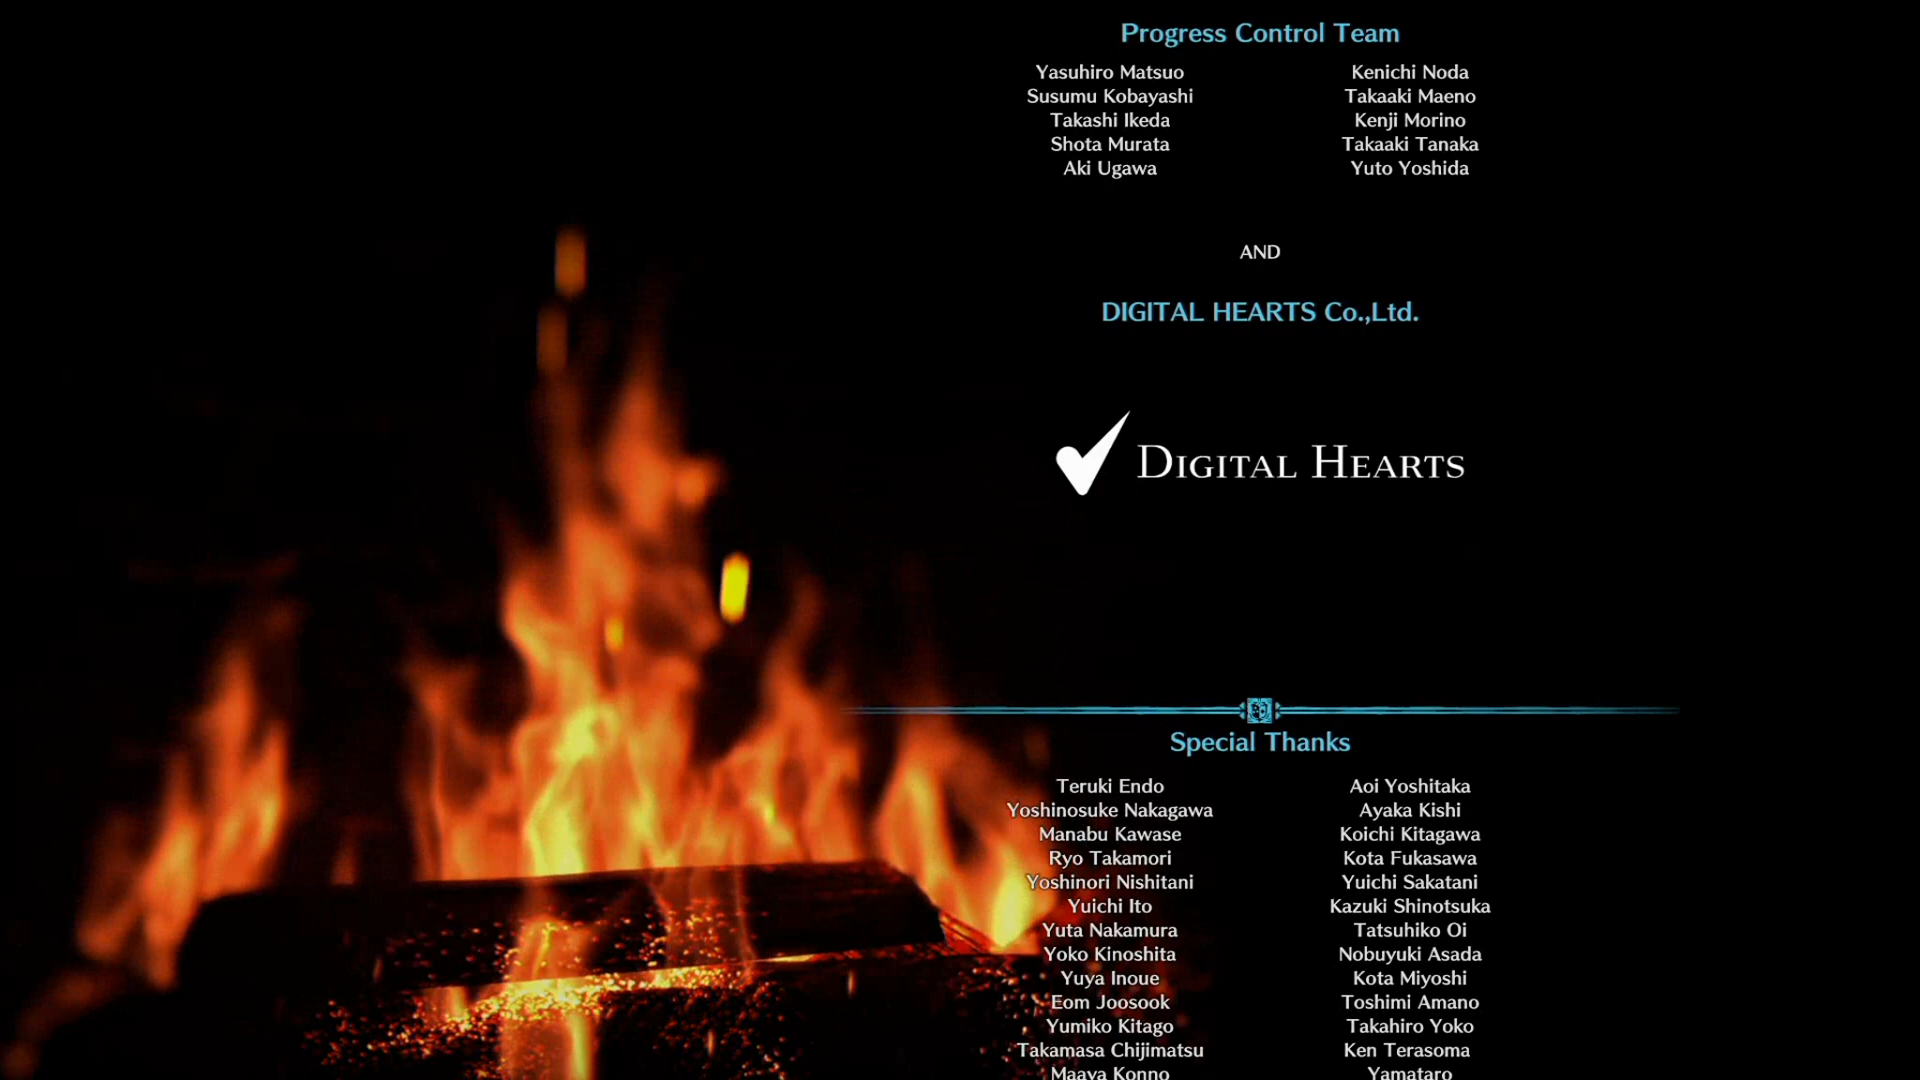 Progress Control Team
Yasuhiro Matsuo Kenichi Noda
Susumu Kobayashi Takaaki Maeno
Takashi Ikeda Kenji Morino
Shota Murata Takaaki Tanaka
Aki Ugawa Yuto Yoshida
AND
DIGITAL HEARTS Co.,Ltd.
DIGITAL HEARTS
Special Thanks
Teruki Endo Aoi Yoshitaka
Yoshinosuke Nakagawa Ayaka Kishi
Manabu Kawase Koichi Kitagawa
Ryo Takamori Kota Fukasawa
Yoshinori Nishitani Yuichi Sakatani
Yuichi Ito Kazuki Shinotsuka
Yuta Nakamura Tatsuhiko Oi
Yoko Kinoshita Nobuyuki Asada
Yuya Inoue Kota Miyoshi
Eom Joosook Toshimi Amano
Yumiko Kitago Takahiro Yoko
Takamasa Chijimatsu Ken Terasoma
Maaya Konno Yamataro